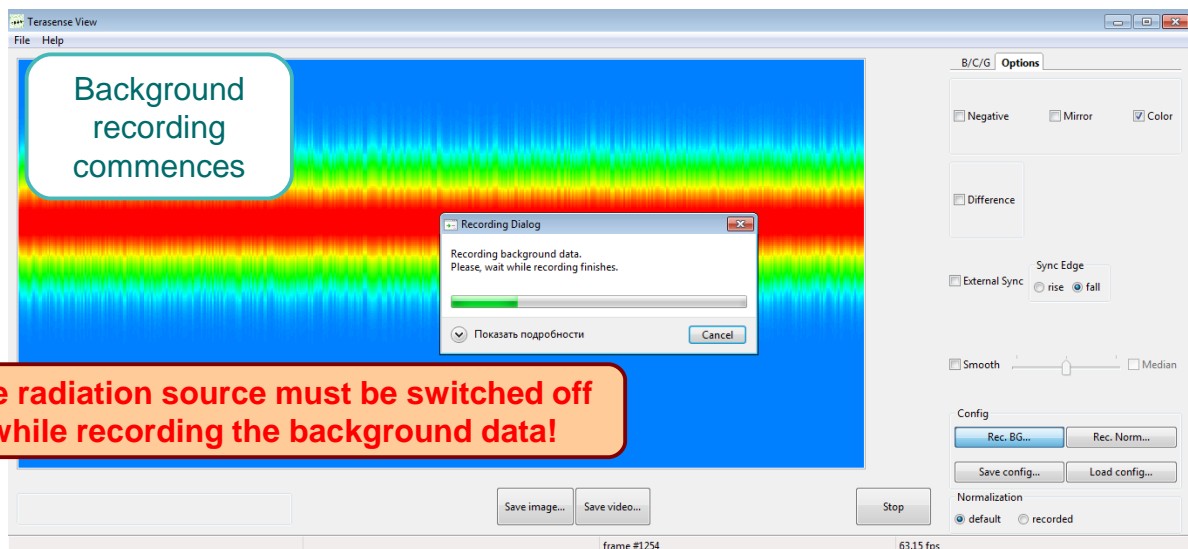 Terasense View
File Help
Background
recording
commences
B/C/G Options
Negative Mirror Color
Difference
Recording Dialog
Recording background data.
Please, wait while recording finishes.
Показать подробности Cancel
External Sync Sync Edge
rise fall
Smooth Median
e radiation source must be switched off
while recording the background data!
Config
Rec. BG... Rec. Norm...
Save config... Load config...
Save image... Save video... Stop
Normalization
default recorded
frame #1254 63.15 fps